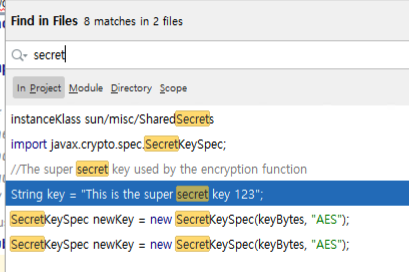 Find in Files 8 matches in 2 files
secret
In Project Module Directory Scope
instanceKlass sun/misc/SharedSecrets
import javax.crypto.spec.SecretKeySpec;
//The super secret key used by the encryption function
String key = "This is the super secret key 123";
SecretKeySpec newKey = new SecretKeySpec(keyBytes, "AES");
SecretKeySpec newKey = new SecretKeySpec(keyBytes, "AES");